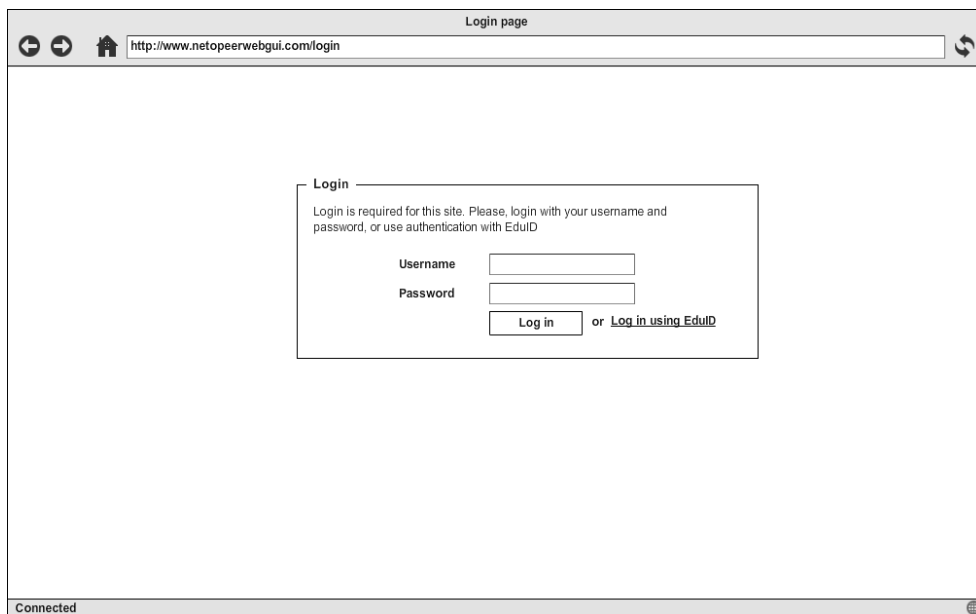 Login page
http://www.netopeerwebgui.com/login
Login
Login is required for this site. Please, login with your username and
password, or use authentication with EduID
Username
Password
Log in or Log in using EduID
Connected